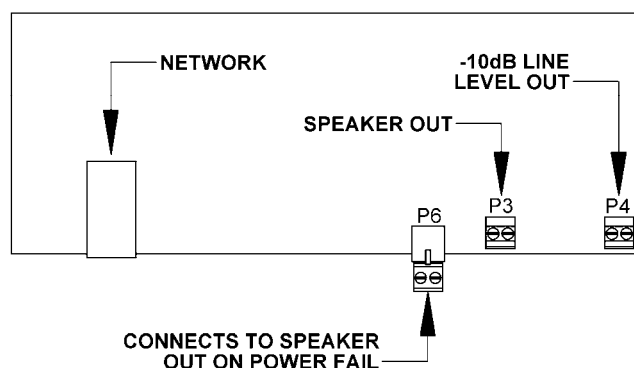 NETWORK
-10dB LINE
LEVEL OUT
SPEAKER OUT
P6
P3
P4
CONNECTS TO SPEAKER
OUT ON POWER FAIL